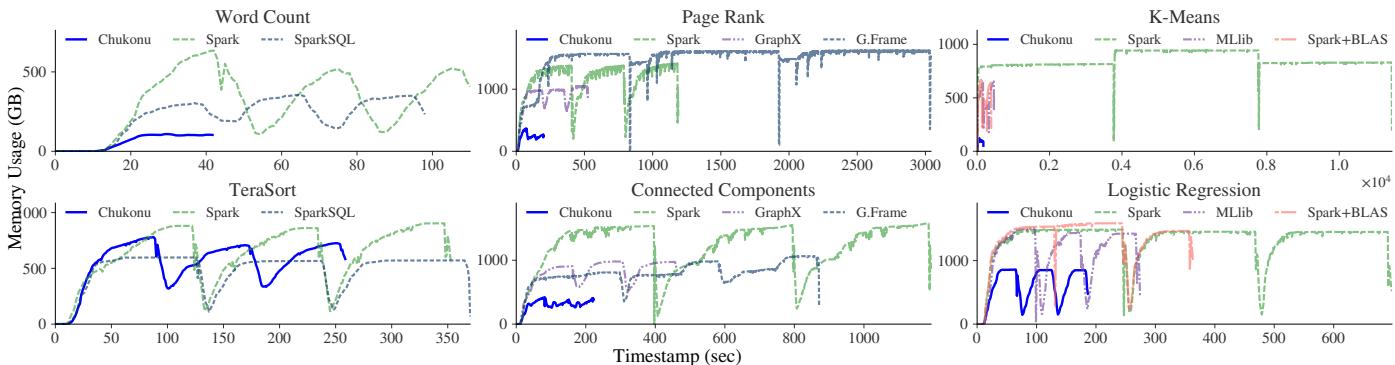 Word Count
Chukonu Spark SparkSQL
500
0
0 20 40 60 80 100
Page Rank
Chukonu Spark GraphX G.Frame
1000
0
0 500 1000 1500 2000 2500 3000
K-Means
Chukonu Spark MLlib Spark+BLAS
1000
500
0
0.0 0.2 0.4 0.6 0.8 1.0
×10⁴
Memory Usage (GB)
TeraSort
Chukonu Spark SparkSQL
1000
500
0
0 50 100 150 200 250 300 350
Connected Components
Chukonu Spark GraphX G.Frame
1000
0
0 200 400 600 800 1000
Logistic Regression
Chukonu Spark MLlib Spark+BLAS
1000
0
0 100 200 300 400 500 600
Timestamp (sec)